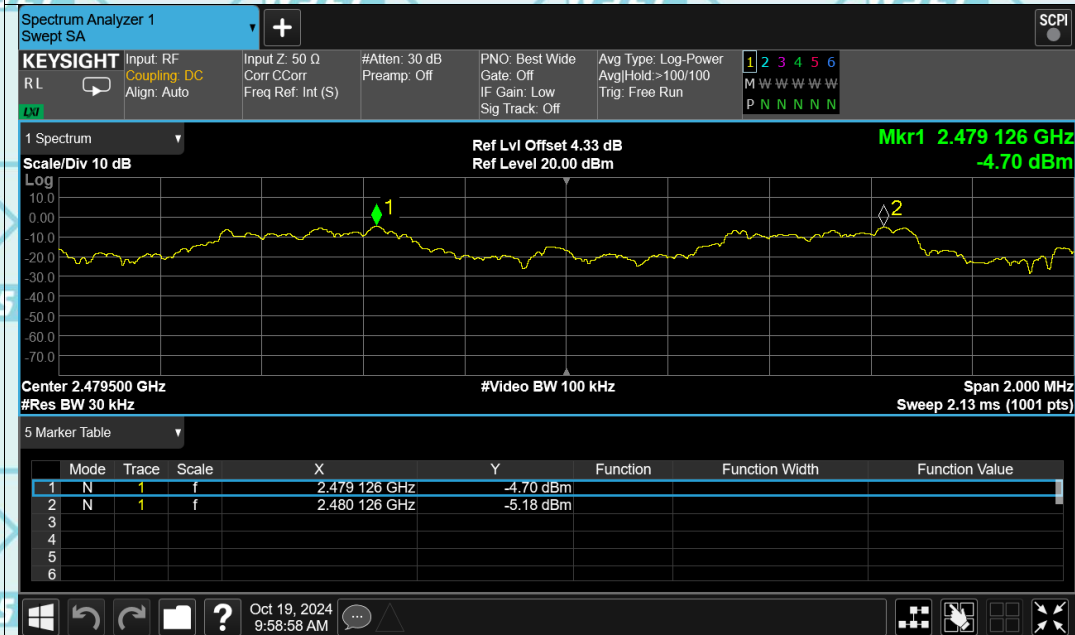 Spectrum Analyzer 1
Swept SA
+
SCPI
KEYSIGHT
R L
LXI
Input: RF
Coupling: DC
Align: Auto
Input Z: 50 Ω
Corr CCorr
Freq Ref: Int (S)
#Atten: 30 dB
Preamp: Off
PNO: Best Wide
Gate: Off
IF Gain: Low
Sig Track: Off
Avg Type: Log-Power
Avg|Hold:>100/100
Trig: Free Run
1 2 3 4 5 6
M W W W W W
P N N N N N
1 Spectrum
Scale/Div 10 dB
Ref Lvl Offset 4.33 dB
Ref Level 20.00 dBm
Mkr1 2.479 126 GHz
-4.70 dBm
Log
10.0
0.00
-10.0
-20.0
-30.0
-40.0
-50.0
-60.0
-70.0
1
2
Center 2.479500 GHz
#Video BW 100 kHz
Span 2.000 MHz
#Res BW 30 kHz
Sweep 2.13 ms (1001 pts)
5 Marker Table
Mode Trace Scale X Y Function Function Width Function Value
1 N 1 f 2.479 126 GHz -4.70 dBm
2 N 1 f 2.480 126 GHz -5.18 dBm
3
4
5
6
?
Oct 19, 2024
9:58:58 AM